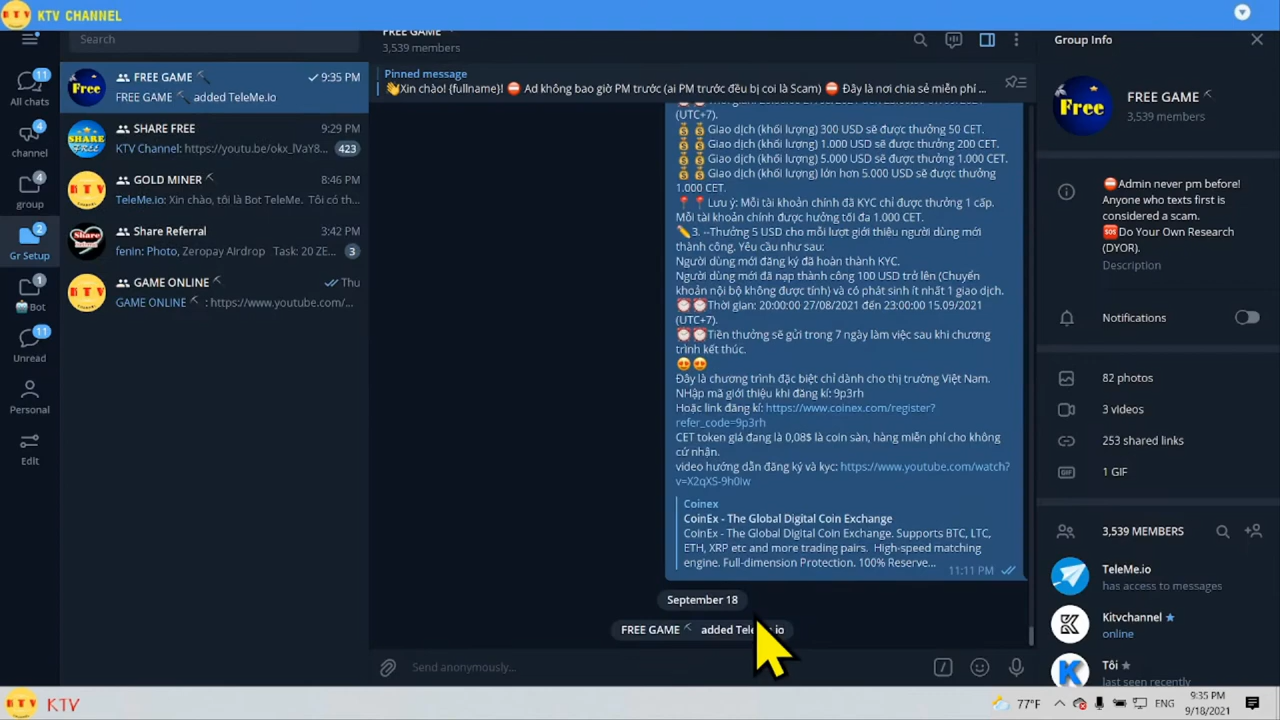 KTV CHANNEL
Search
FREE GAME
3,539 members
Group Info
11
All chats
FREE GAME
9:35 PM
FREE GAME added TeleMe.io
4
channel
SHARE FREE
9:29 PM
KTV Channel: https://youtu.be/okx_lVaY8...
423
4
group
GOLD MINER
8:46 PM
TeleMe.io: Xin chào, tôi là Bot TeleMe. Tôi có th...
2
Gr Setup
Share Referral
3:42 PM
fenin: Photo, Zeropay Airdrop Task: 20 ZE...
3
1
Bot
GAME ONLINE
Thu
GAME ONLINE : https://www.youtube.com/...
11
Unread
Personal
Edit
Pinned message
👋Xin chào! {fullname}! ⛔ Ad không bao giờ PM trước (ai PM trước đều bị coi là Scam) ⛔ Đây là nơi chia sẻ miễn phí ...
(UTC+7).
💰💰Giao dịch (khối lượng) 300 USD sẽ được thưởng 50 CET.
💰💰Giao dịch (khối lượng) 1.000 USD sẽ được thưởng 200 CET.
💰💰Giao dịch (khối lượng) 5.000 USD sẽ được thưởng 1.000 CET.
💰💰Giao dịch (khối lượng) lớn hơn 5.000 USD sẽ được thưởng
1.000 CET.
📍📍Lưu ý: Mỗi tài khoản chính đã KYC chỉ được thưởng 1 cấp.
Mỗi tài khoản chính được hưởng tối đa 1.000 CET.
✏️3. --Thưởng 5 USD cho mỗi lượt giới thiệu người dùng mới
thành công. Yêu cầu như sau:
Người dùng mới đăng ký đã hoàn thành KYC.
Người dùng mới đã nạp thành công 100 USD trở lên (Chuyển
khoản nội bộ không được tính) và có phát sinh ít nhất 1 giao dịch.
⏰⏰Thời gian: 20:00:00 27/08/2021 đến 23:00:00 15.09/2021
(UTC+7).
⏰⏰Tiền thưởng sẽ gửi trong 7 ngày làm việc sau khi chương
trình kết thúc.
😍😍
Đây là chương trình đặc biệt chỉ dành cho thị trường Việt Nam.
NHập mã giới thiệu khi đăng kí: 9p3rh
Hoặc link đăng kí: https://www.coinex.com/register?
refer_code=9p3rh
CET token giá đang là 0,08$ là coin sàn, hàng miễn phí cho không
cứ nhận.
video hướng dẫn đăng ký và kyc: https://www.youtube.com/watch?
v=X2qXS-9h0iw
Coinex
CoinEx - The Global Digital Coin Exchange
CoinEx - The Global Digital Coin Exchange. Supports BTC, LTC,
ETH, XRP etc and more trading pairs. High-speed matching
engine. Full-dimension Protection. 100% Reserve...
11:11 PM
September 18
FREE GAME added
Send anonymously...
Free
FREE GAME
3,539 members
⛔Admin never pm before!
Anyone who texts first is
considered a scam.
🆘Do Your Own Research
(DYOR).
Description
Notifications
82 photos
3 videos
253 shared links
GIF
1 GIF
3,539 MEMBERS
TeleMe.io
has access to messages
Kitvchannel
online
Tôi
last seen recently
KTV
77°F
ENG
9:35 PM
9/18/2021